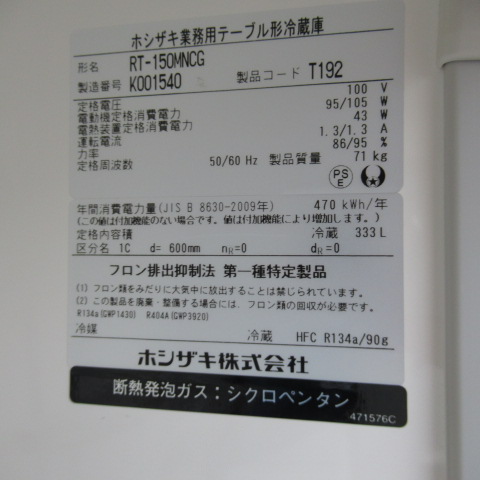 ホシザキ業務用テーブル形冷蔵庫
形名 RT-150MNCG
製造番号 K001540 製品コード T192
定格電圧 100 V
電動機定格消費電力 95/105 W
電熱装置定格消費電力 43 W
運転電流 1.3/1.3 A
力率 86/95 %
定格周波数 50/60 Hz 製品質量 71 kg
PS
E
年間消費電力量(JIS B 8630-2009年) 470 kWh/年
(この値は付加機能のない場合です。値は付加機能により増加します。)
定格内容積 冷蔵 333 L
区分名 1C d= 600mm nR=0 dR=0
フロン排出抑制法 第一種特定製品
(1) フロン類をみだりに大気中に放出することは禁じられています。
(2) この製品を廃棄・整備する場合には、フロン類の回収が必要です。
R134a(GWP1430) R404A(GWP3920)
冷媒 冷蔵 HFC R134a/90g
ホシザキ株式会社
断熱発泡ガス：シクロペンタン
471576C